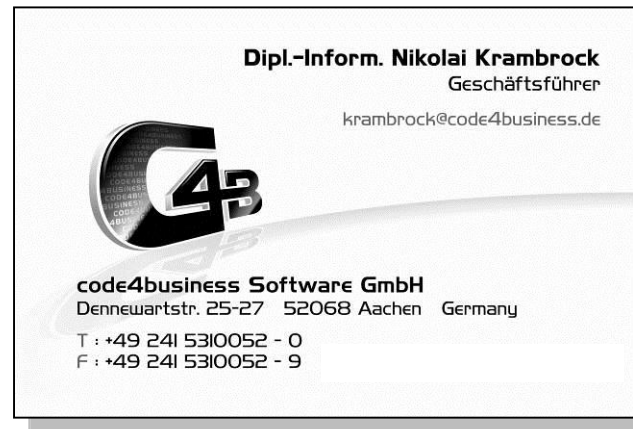 Dipl.-Inform. Nikolai Krambrock
Geschäftsführer
krambrock@code4business.de
C4B
code4business Software GmbH
Dennewartstr. 25-27 52068 Aachen Germany
T : +49 241 5310052 - 0
F : +49 241 5310052 - 9